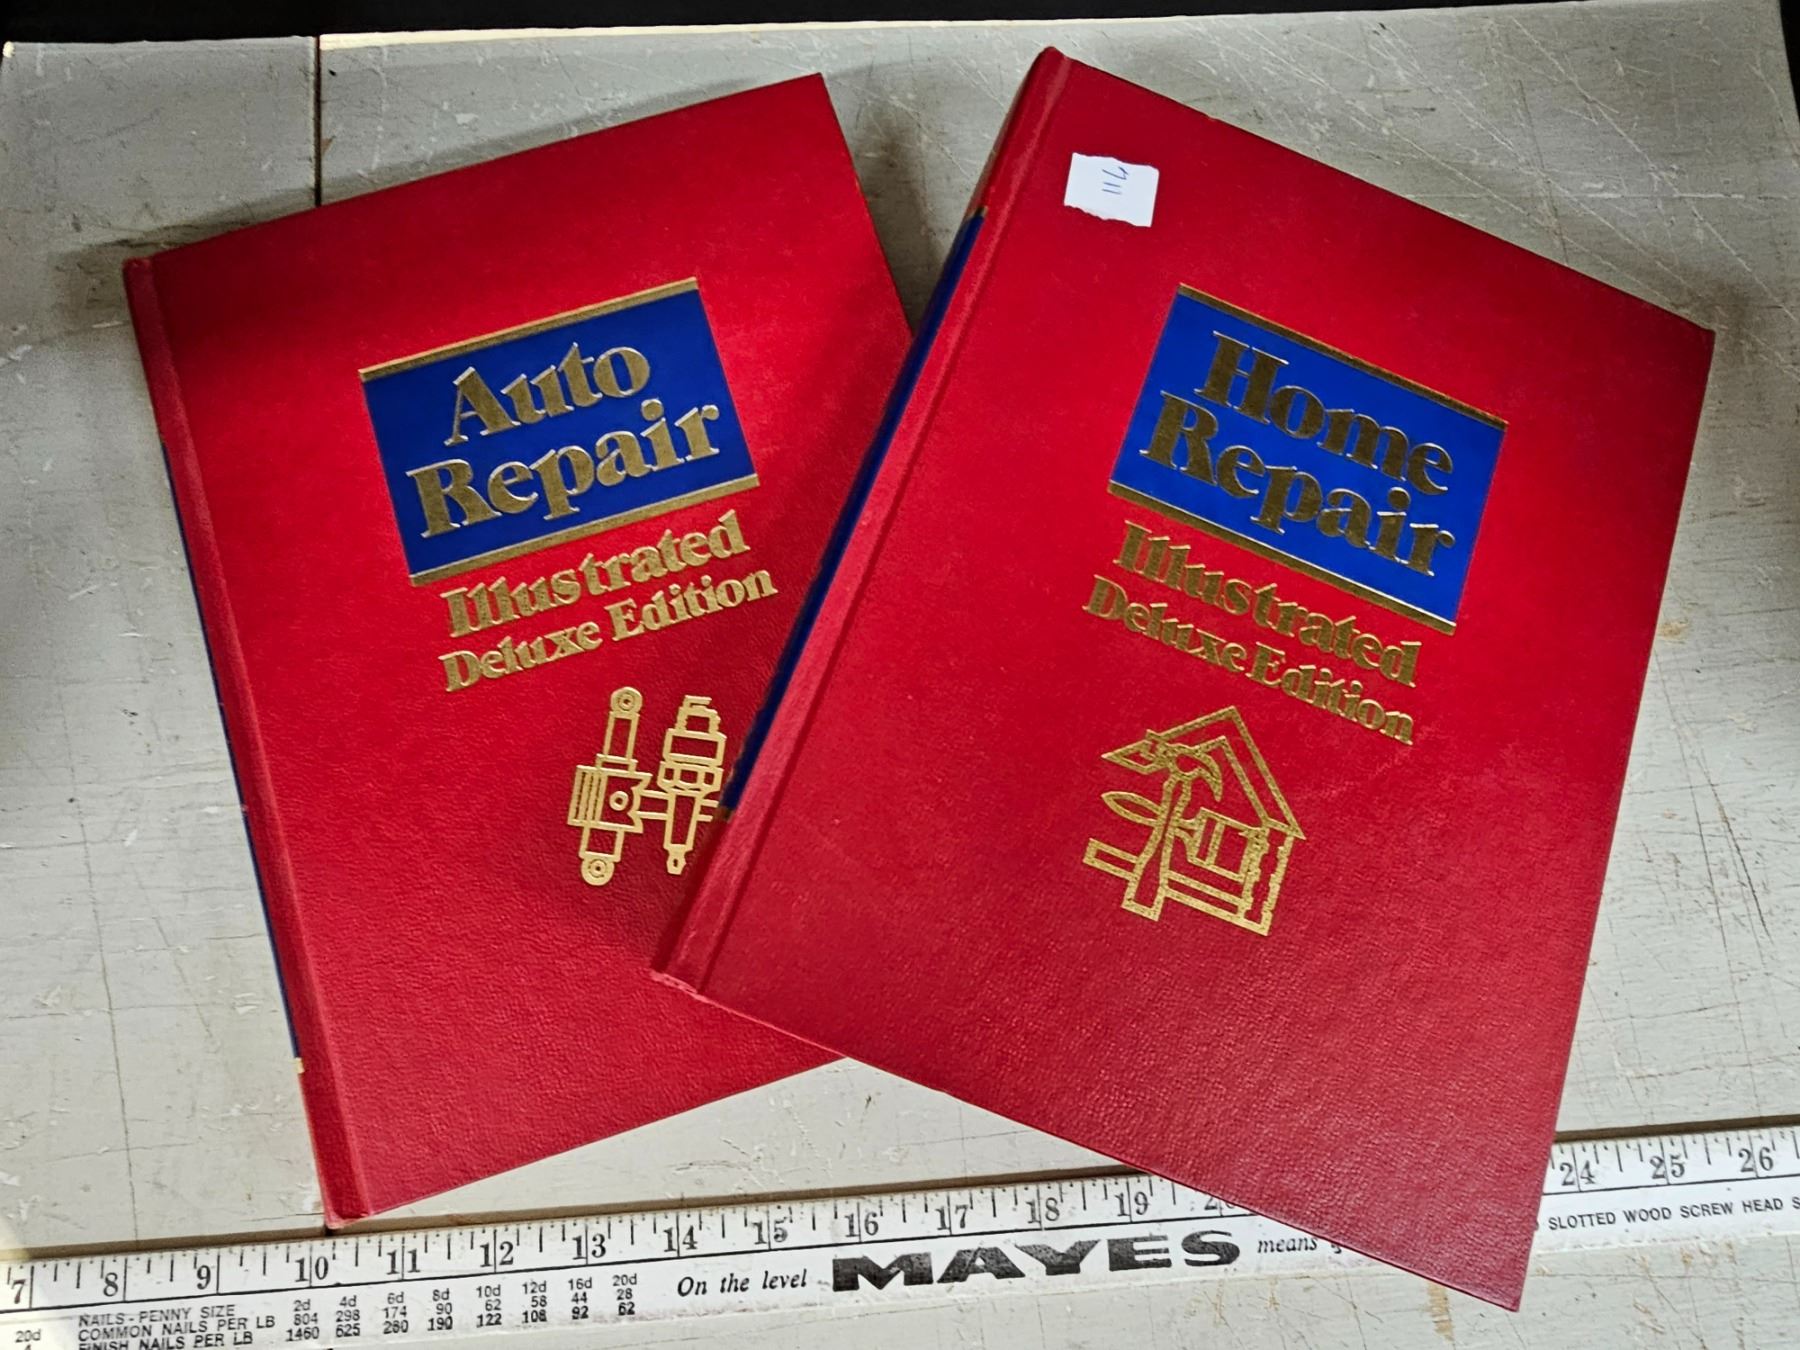 Auto
Repair
Illustrated
Deluxe Edition
114
Home
Repair
Illustrated
Deluxe Edition
7 8 9 10 11 12 13 14 15 16 17 18 19 24 25 26
NAILS - PENNY SIZE 2d 4d 6d 8d 10d 12d 16d 20d
COMMON NAILS PER LB 804 298 174 90 62 58 44 28
FINISH NAILS PER LB 1460 625 280 190 122 108 92 62
20d
On the level MAYES means
SLOTTED WOOD SCREW HEAD